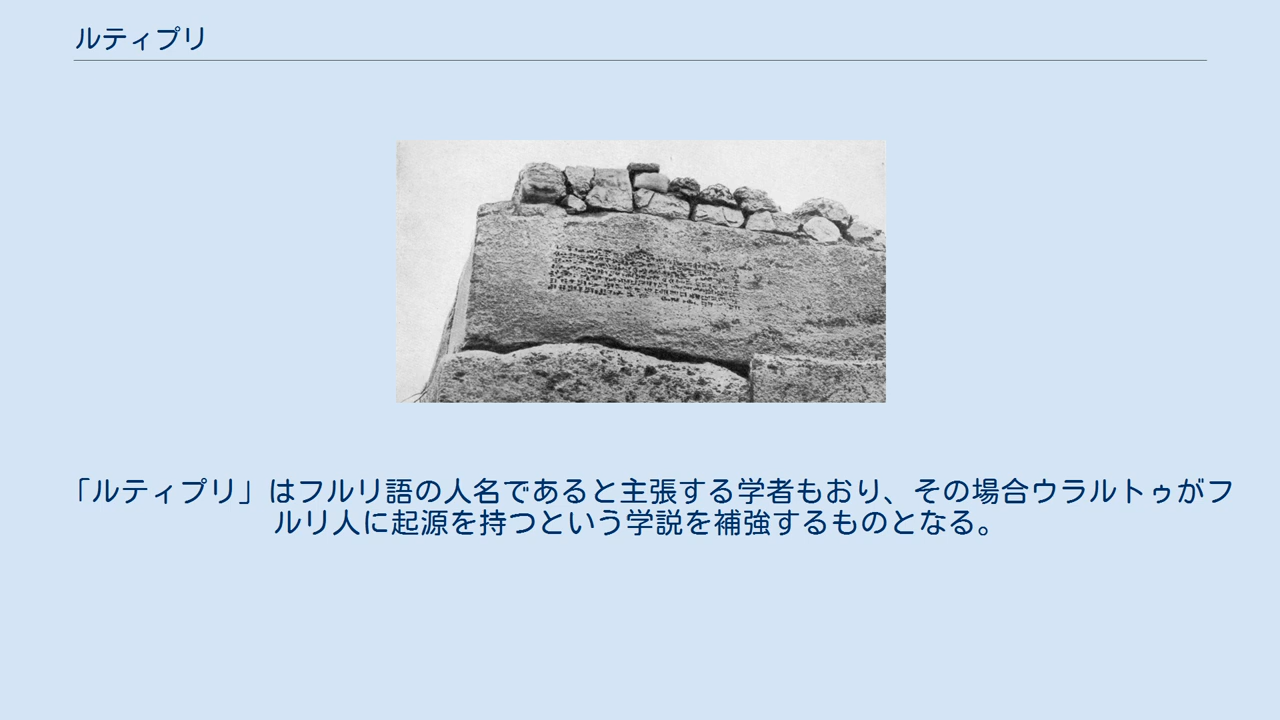 ルティプリ
「ルティプリ」はフルリ語の人名であると主張する学者もおり、その場合ウラルトゥがフ
ルリ人に起源を持つという学説を補強するものとなる。